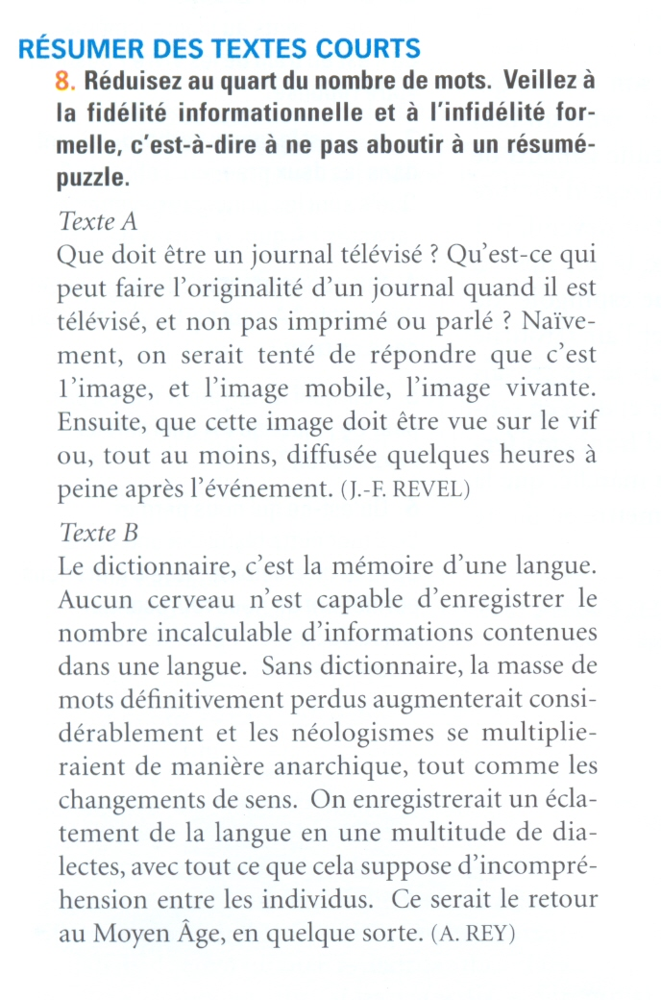 RÉSUMER DES TEXTES COURTS
8. Réduisez au quart du nombre de mots. Veillez à
la fidélité informationnelle et à l'infidélité for-
melle, c'est-à-dire à ne pas aboutir à un résumé-
puzzle.
Texte A
Que doit être un journal télévisé ? Qu'est-ce qui
peut faire l'originalité d'un journal quand il est
télévisé, et non pas imprimé ou parlé ? Naïve-
ment, on serait tenté de répondre que c'est
l'image, et l'image mobile, l'image vivante.
Ensuite, que cette image doit être vue sur le vif
ou, tout au moins, diffusée quelques heures à
peine après l'événement. (J.-F. REVEL)
Texte B
Le dictionnaire, c'est la mémoire d'une langue.
Aucun cerveau n'est capable d'enregistrer le
nombre incalculable d'informations contenues
dans une langue. Sans dictionnaire, la masse de
mots définitivement perdus augmenterait consi-
dérablement et les néologismes se multiplie-
raient de manière anarchique, tout comme les
changements de sens. On enregistrerait un écla-
tement de la langue en une multitude de dia-
lectes, avec tout ce que cela suppose d'incompré-
hension entre les individus. Ce serait le retour
au Moyen Âge, en quelque sorte. (A. REY)